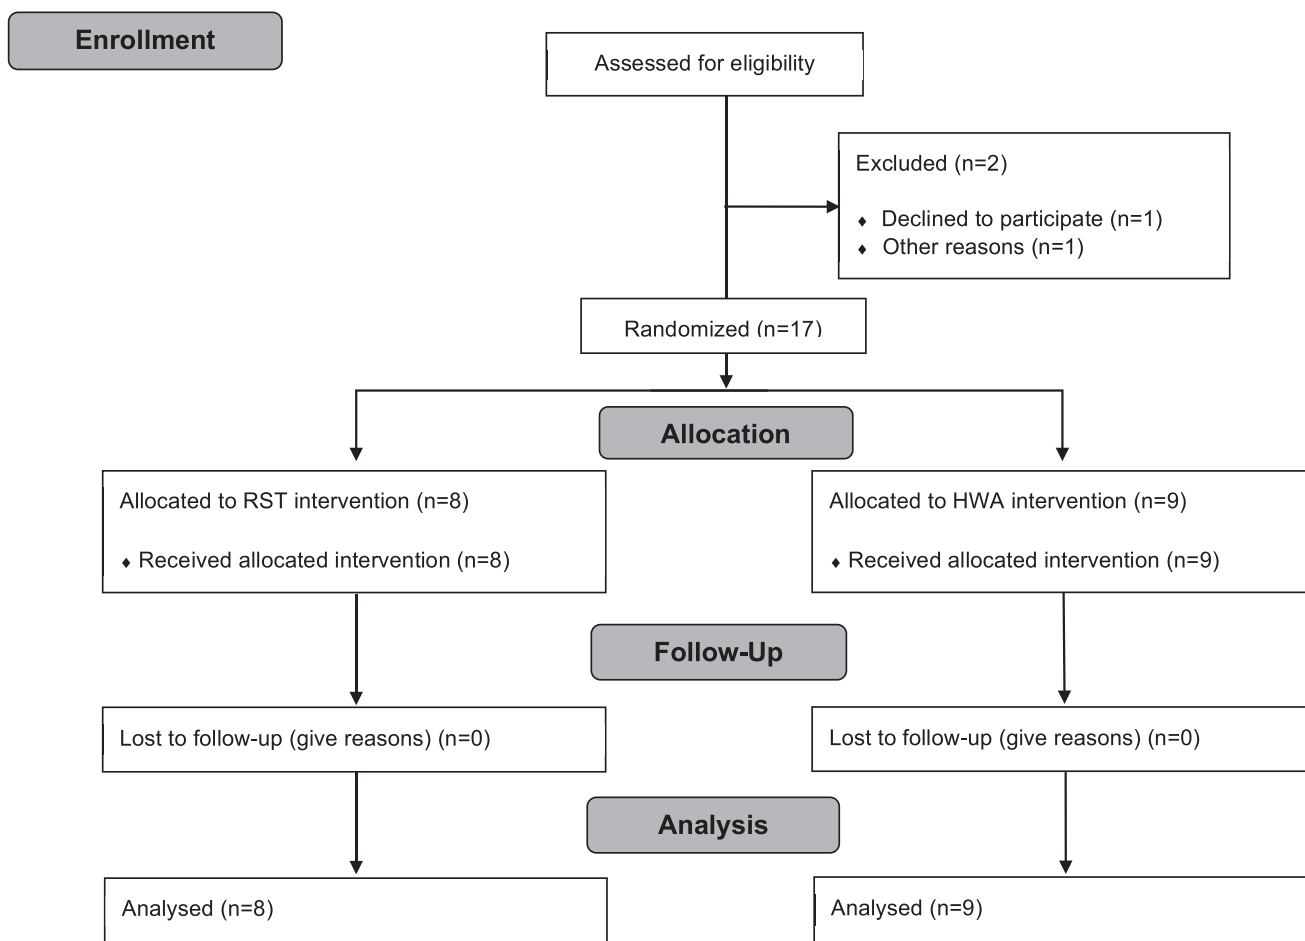 Enrollment
Assessed for eligibility
Excluded (n=2)
♦ Declined to participate (n=1)
♦ Other reasons (n=1)
Randomized (n=17)
Allocation
Allocated to RST intervention (n=8)
♦ Received allocated intervention (n=8)
Allocated to HWA intervention (n=9)
♦ Received allocated intervention (n=9)
Follow-Up
Lost to follow-up (give reasons) (n=0)
Lost to follow-up (give reasons) (n=0)
Analysis
Analysed (n=8)
Analysed (n=9)